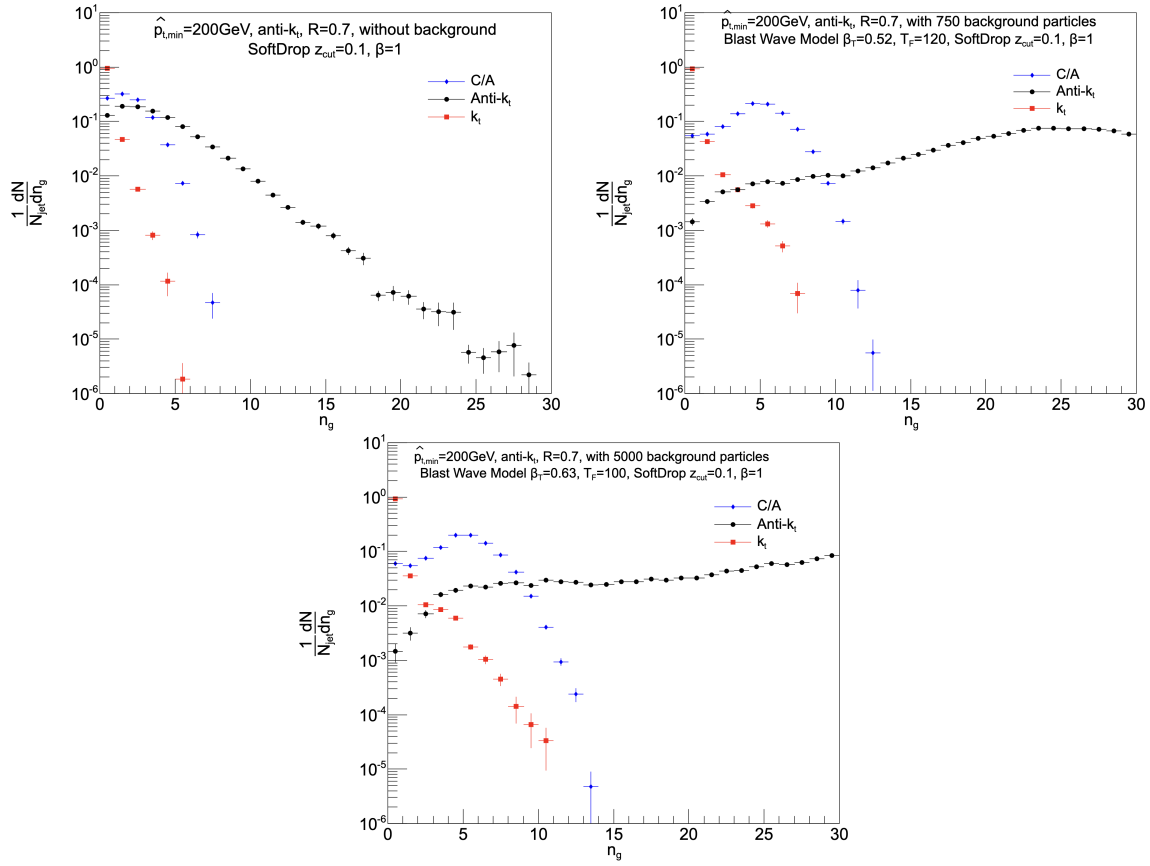 p̂t,min=200GeV, anti-kt, R=0.7, without background
SoftDrop zcut=0.1, β=1
C/A
Anti-kt
kt
10¹
10⁰
10⁻¹
10⁻²
10⁻³
10⁻⁴
10⁻⁵
10⁻⁶
1 dN
Njet dng
0 5 10 15 20 25 30
ng
p̂t,min=200GeV, anti-kt, R=0.7, with 750 background particles
Blast Wave Model βT=0.52, TF=120, SoftDrop zcut=0.1, β=1
C/A
Anti-kt
kt
10¹
10⁰
10⁻¹
10⁻²
10⁻³
10⁻⁴
10⁻⁵
10⁻⁶
1 dN
Njet dng
0 5 10 15 20 25 30
ng
p̂t,min=200GeV, anti-kt, R=0.7, with 5000 background particles
Blast Wave Model βT=0.63, TF=100, SoftDrop zcut=0.1, β=1
C/A
Anti-kt
kt
10¹
10⁰
10⁻¹
10⁻²
10⁻³
10⁻⁴
10⁻⁵
10⁻⁶
1 dN
Njet dng
0 5 10 15 20 25 30
ng